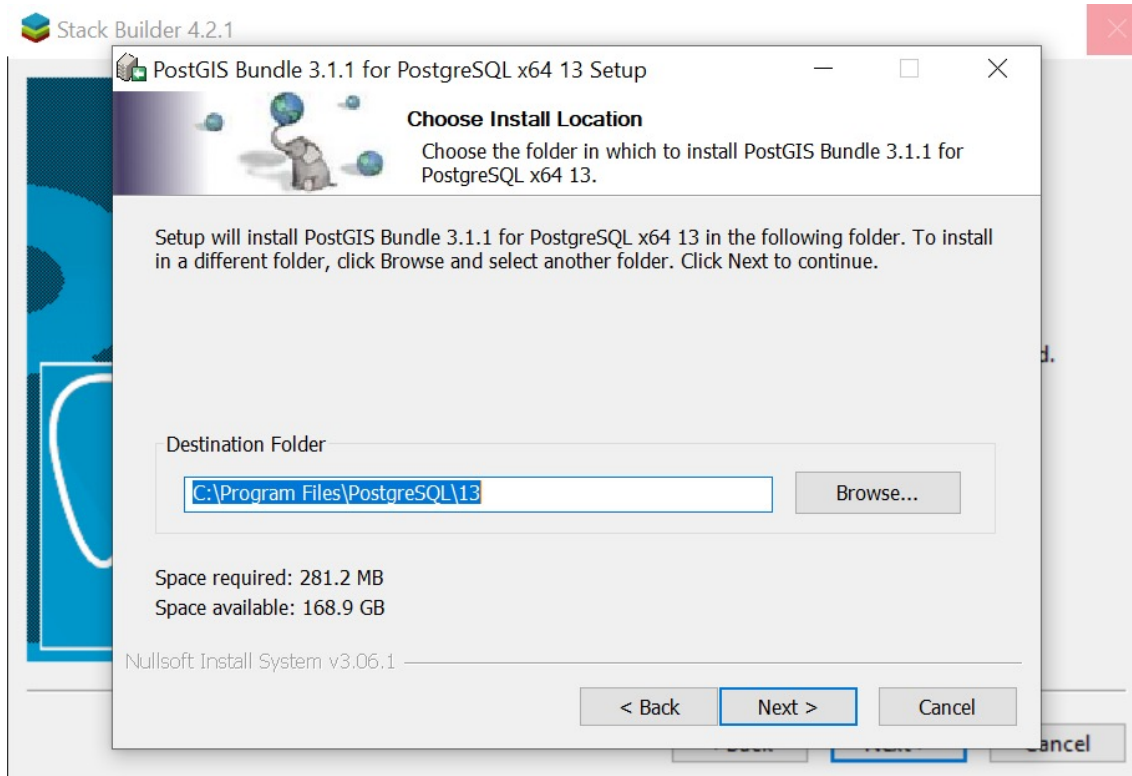 Stack Builder 4.2.1
PostGIS Bundle 3.1.1 for PostgreSQL x64 13 Setup
Choose Install Location
Choose the folder in which to install PostGIS Bundle 3.1.1 for
PostgreSQL x64 13.
Setup will install PostGIS Bundle 3.1.1 for PostgreSQL x64 13 in the following folder. To install
in a different folder, click Browse and select another folder. Click Next to continue.
Destination Folder
C:\Program Files\PostgreSQL\13
Browse...
Space required: 281.2 MB
Space available: 168.9 GB
Nullsoft Install System v3.06.1
< Back Next > Cancel
Cancel